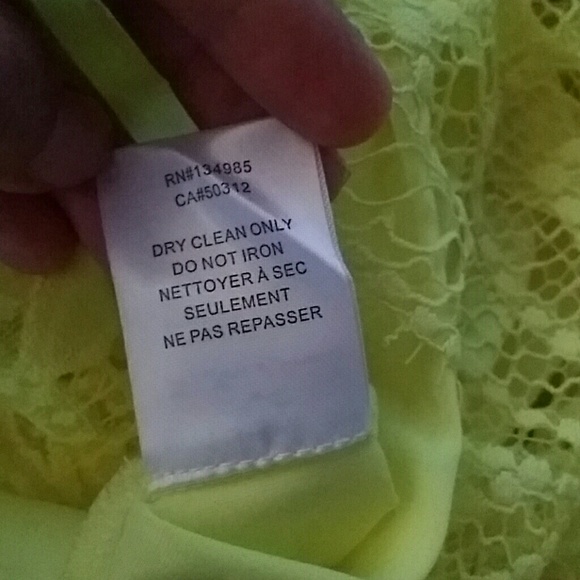 RN#134985
CA#50312
DRY CLEAN ONLY
DO NOT IRON
NETTOYER À SEC
SEULEMENT
NE PAS REPASSER